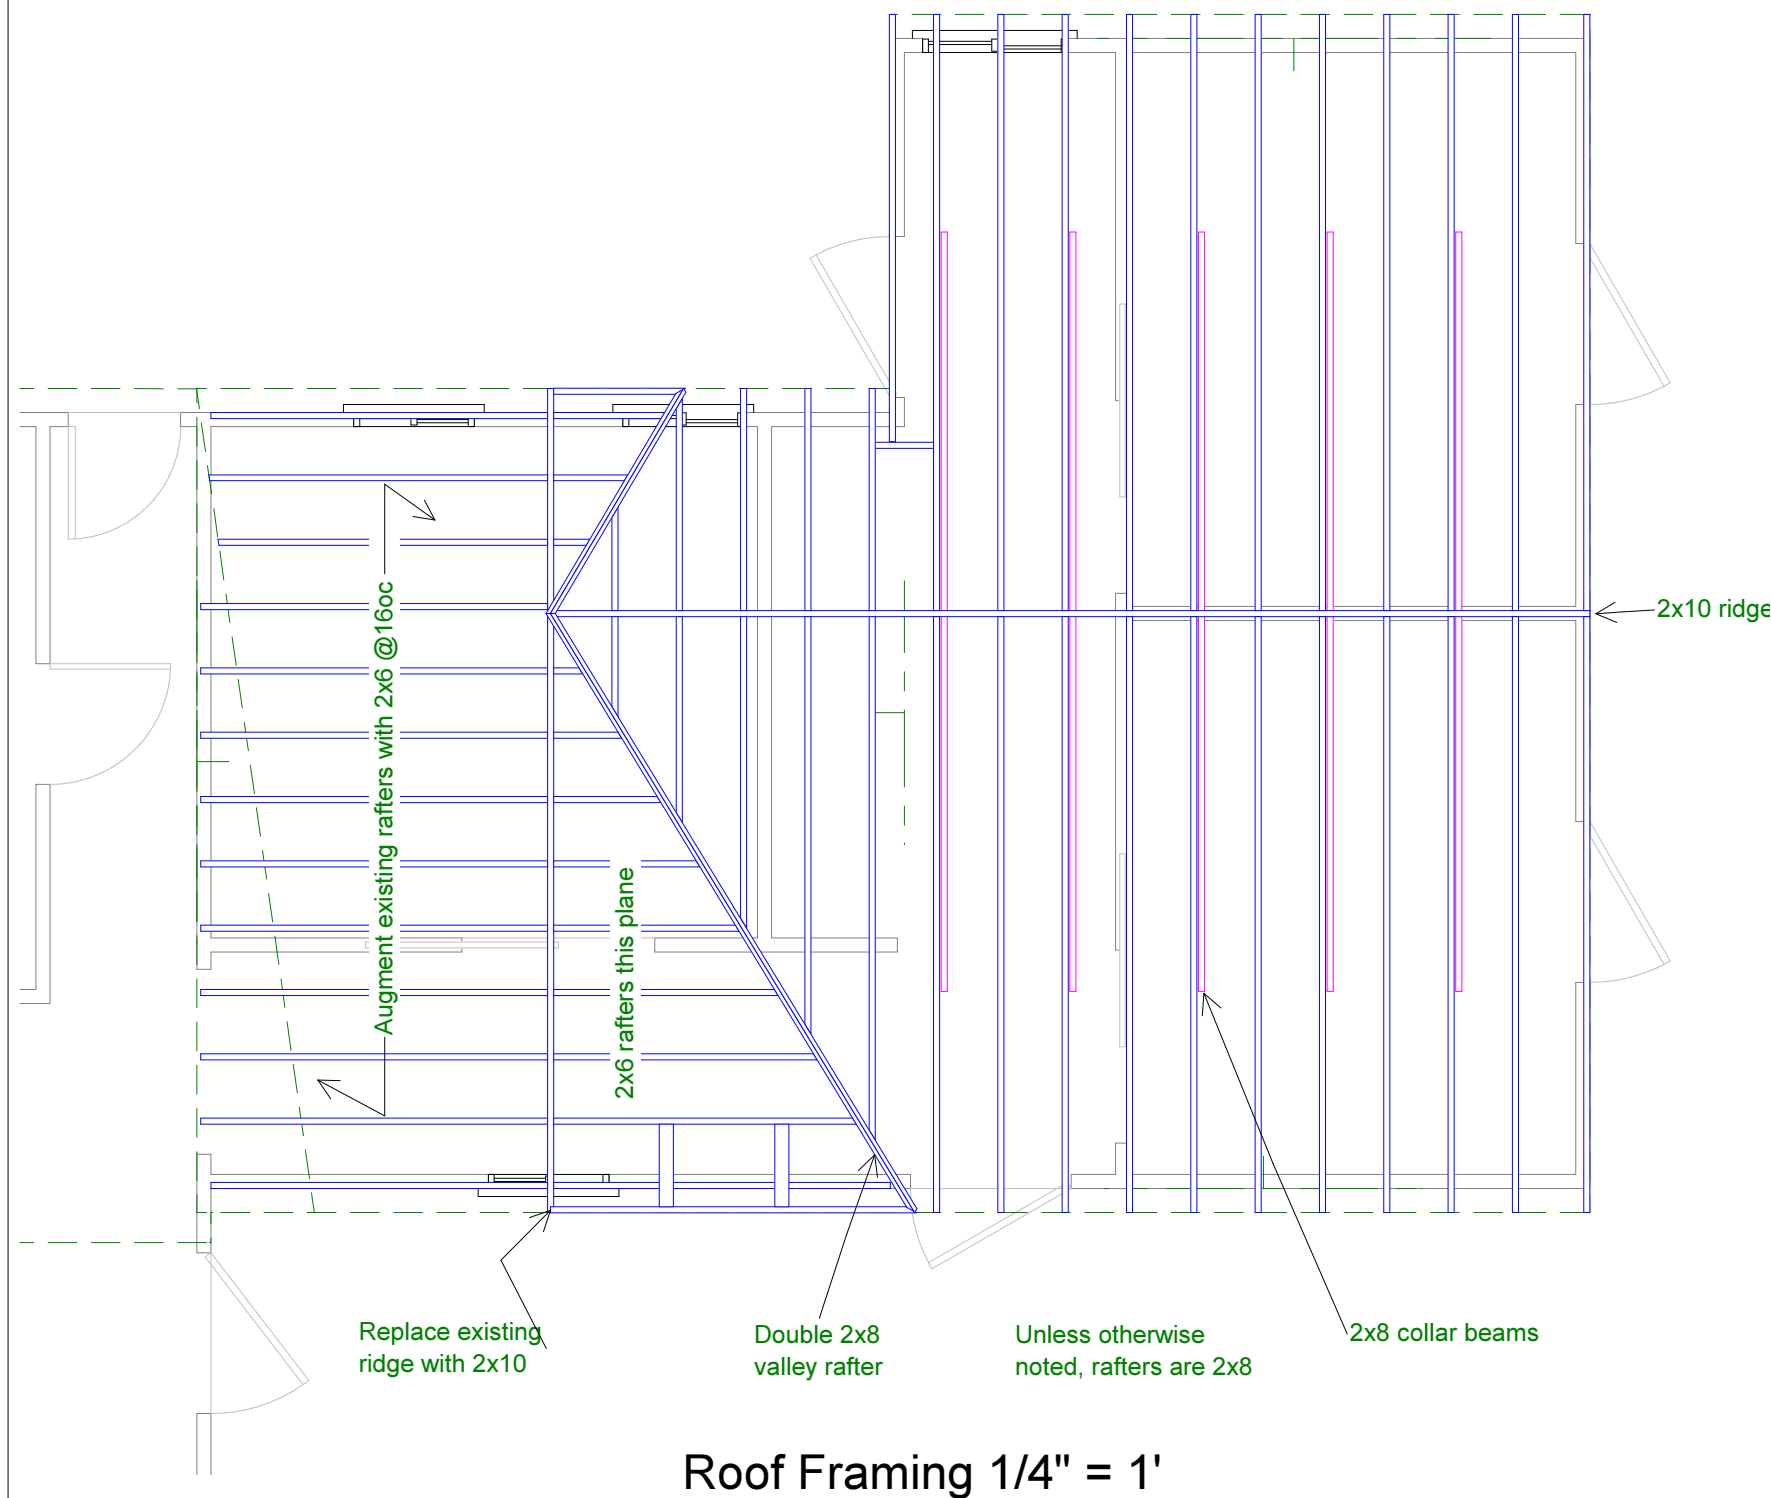 Augment existing rafters with 2x6 @16oc
2x6 rafters this plane
2x10 ridge
Replace existing
ridge with 2x10
Double 2x8
valley rafter
Unless otherwise
noted, rafters are 2x8
2x8 collar beams
Roof Framing 1/4" = 1'